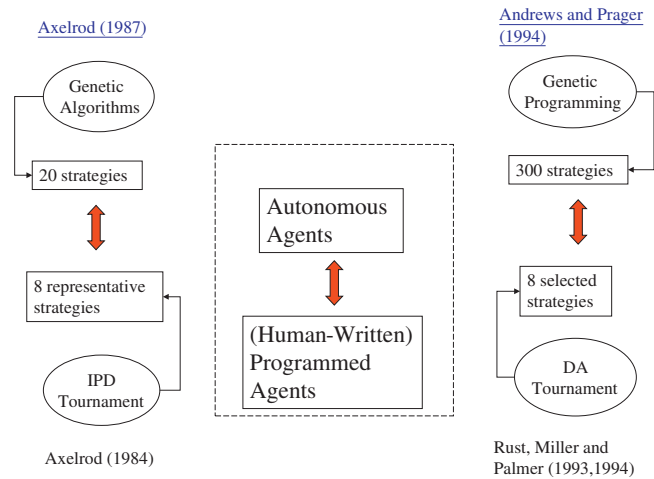 Axelrod (1987)
Genetic
Algorithms
20 strategies
8 representative
strategies
IPD
Tournament
Axelrod (1984)
Autonomous
Agents
(Human-Written)
Programmed
Agents
Andrews and Prager
(1994)
Genetic
Programming
300 strategies
8 selected
strategies
DA
Tournament
Rust, Miller and
Palmer (1993,1994)